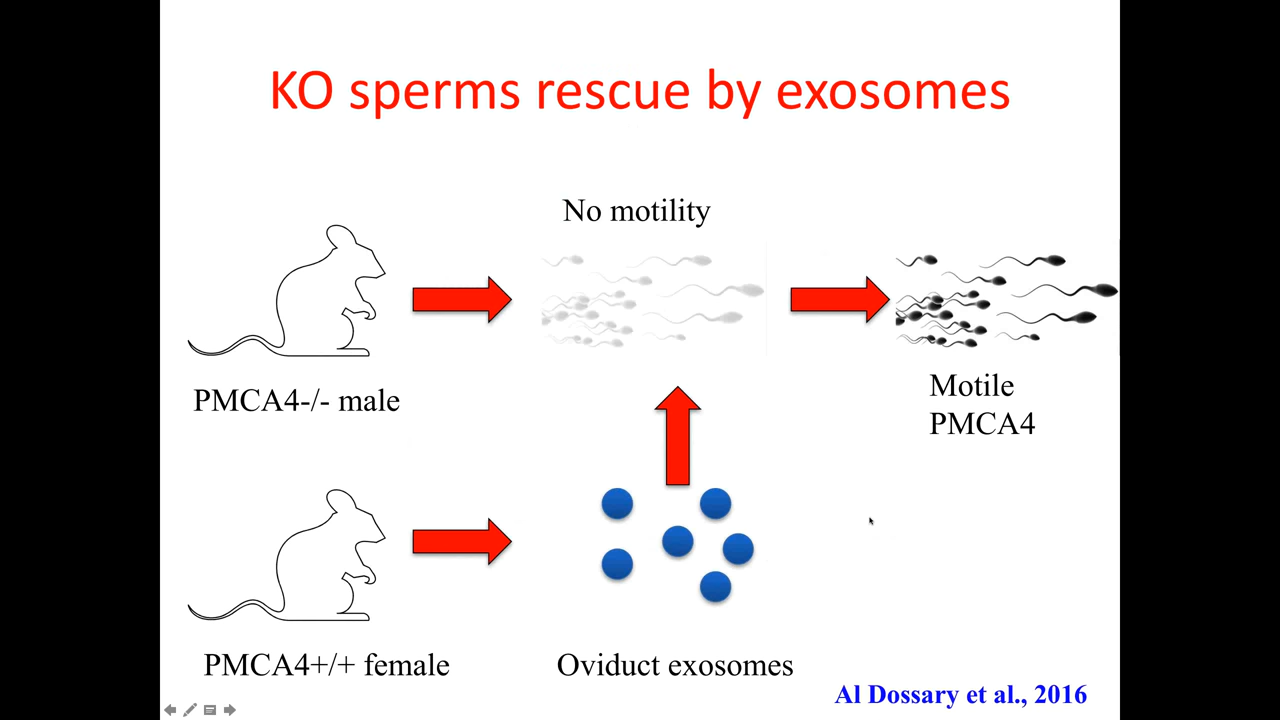 KO sperms rescue by exosomes
No motility
PMCA4-/- male
Motile
PMCA4
PMCA4+/+ female
Oviduct exosomes
Al Dossary et al., 2016